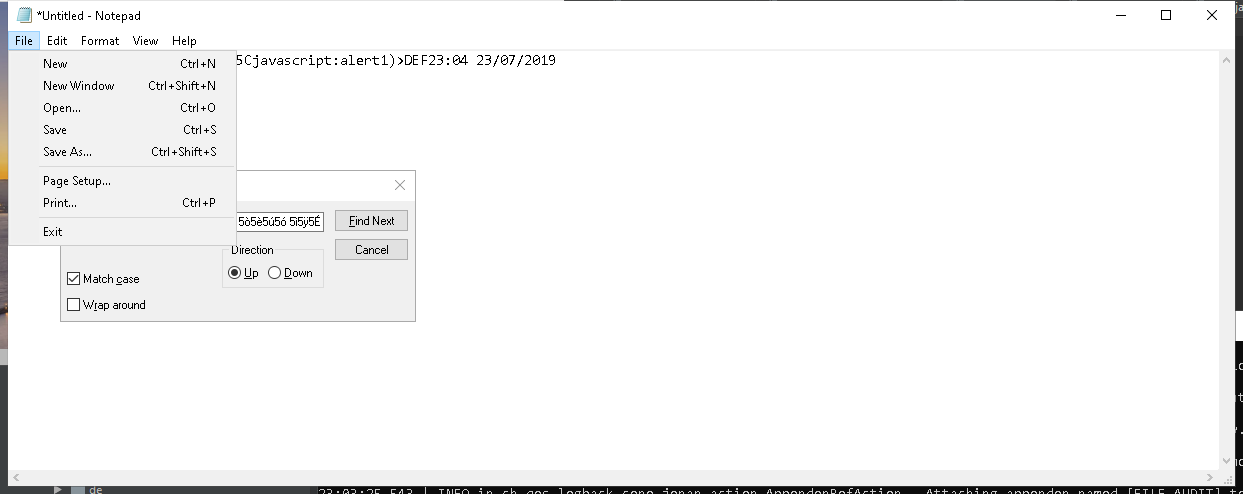 *Untitled - Notepad
File Edit Format View Help
5Cjavascript:alert1)>DEF23:04 23/07/2019
New Ctrl+N
New Window Ctrl+Shift+N
Open... Ctrl+O
Save Ctrl+S
Save As... Ctrl+Shift+S
Page Setup...
Print... Ctrl+P
Exit
5ò5è5ú5ó 5ì5ÿ5É
Find Next
Cancel
Direction
Up Down
Match case
Wrap around
de
23:03:25,543 | INFO in ch.qos.logback.core.joran.action.AppenderRefAction - Attaching appender named [FILE_AUDIT] t